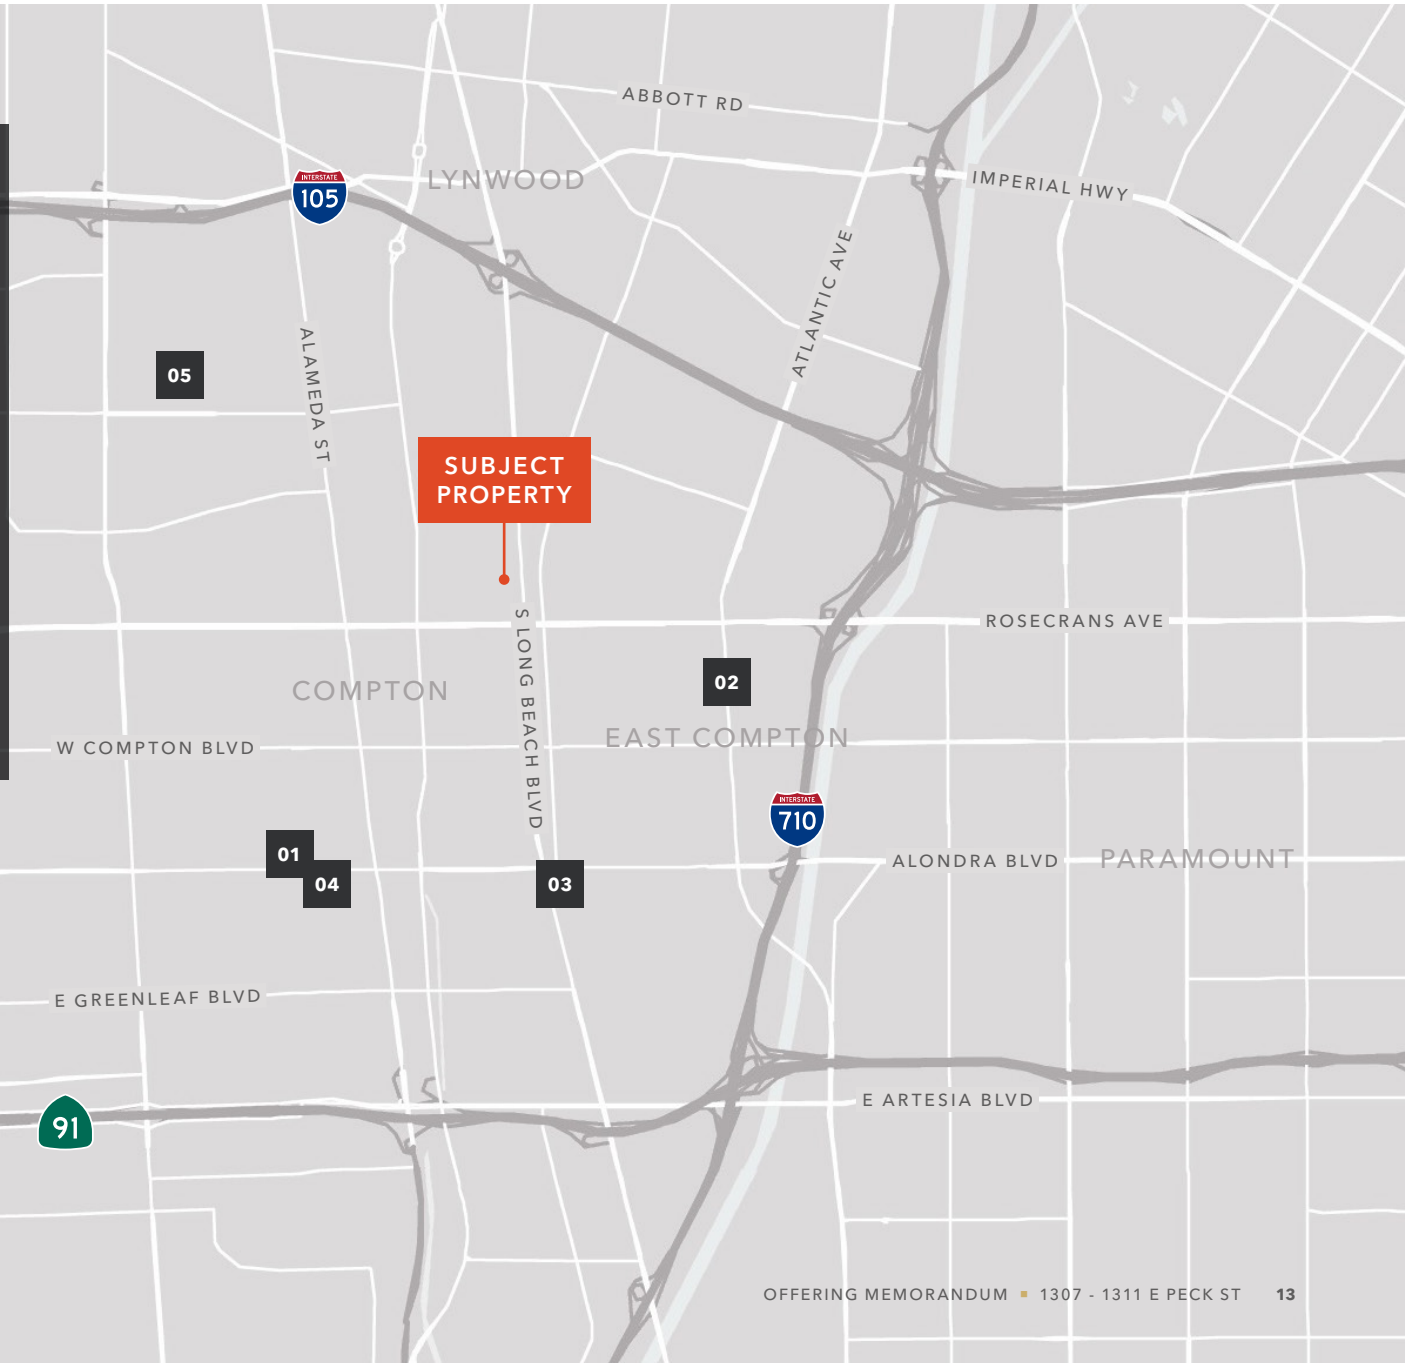 ABBOTT RD
IMPERIAL HWY
LYNWOOD
INTERSTATE
105
ATLANTIC AVE
ALAMEDA ST
05
SUBJECT
PROPERTY
S LONG BEACH BLVD
ROSECRANS AVE
02
COMPTON
EAST COMPTON
W COMPTON BLVD
INTERSTATE
710
01
04
03
ALONDRA BLVD
PARAMOUNT
E GREENLEAF BLVD
91
E ARTESIA BLVD
OFFERING MEMORANDUM ▪ 1307 - 1311 E PECK ST 13